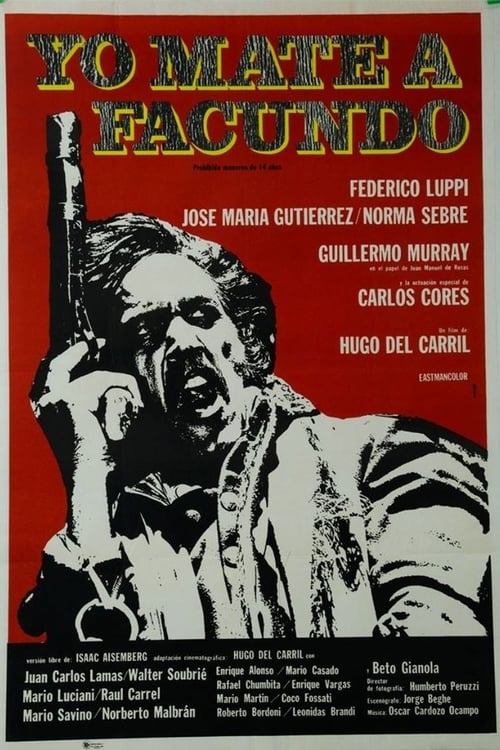 YO MATE A
FACUNDO
Prohibida menores de 14 años
FEDERICO LUPPI
JOSE MARIA GUTIERREZ/NORMA SEBRE
GUILLERMO MURRAY
en el papel de Juan Manuel de Rosas
y la actuación especial de
CARLOS CORES
Un film de
HUGO DEL CARRIL
EASTMANCOLOR
versión libre de: ISAAC AISEMBERG adaptación cinematográfica: HUGO DEL CARRIL con
Juan Carlos Lamas/Walter Soubrié
Mario Luciani/Raul Carrel
Mario Savino/Norberto Malbrán
Enrique Alonso/Mario Casado
Rafael Chumbita/Enrique Vargas
Mario Martin/Coco Fossati
Roberto Bordoni/Leonidas Brandi
y Beto Gianola
Director
de fotografía: Humberto Peruzzi
Escenógrafo: Jorge Beghe
Música: Oscar Cardozo Ocampo